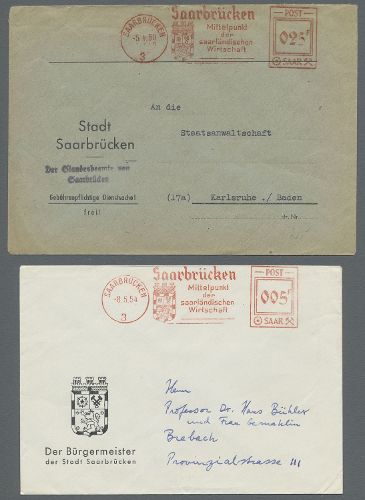 SAARBRÜCKEN
3
Saarbrücken
Mittelpunkt
der
saarländischen
Wirtschaft
POST
025F
SAAR
An die
Stadt
Saarbrücken
Staatsanwaltschaft
Der Standesbeamte von
Saarbrücken
Gebührenpflichtige Dienstsache!
frei!
(17a) Karlsruhe ./ Baden
SAARBRÜCKEN
-8.5.54
3
Saarbrücken
Mittelpunkt
der
saarländischen
Wirtschaft
POST
005F
SAAR
Herrn
Professor Dr. Hans Bühler
und Frau Gemahlin
Brebach
Provinzialstrasse 111
Der Bürgermeister
der Stadt Saarbrücken